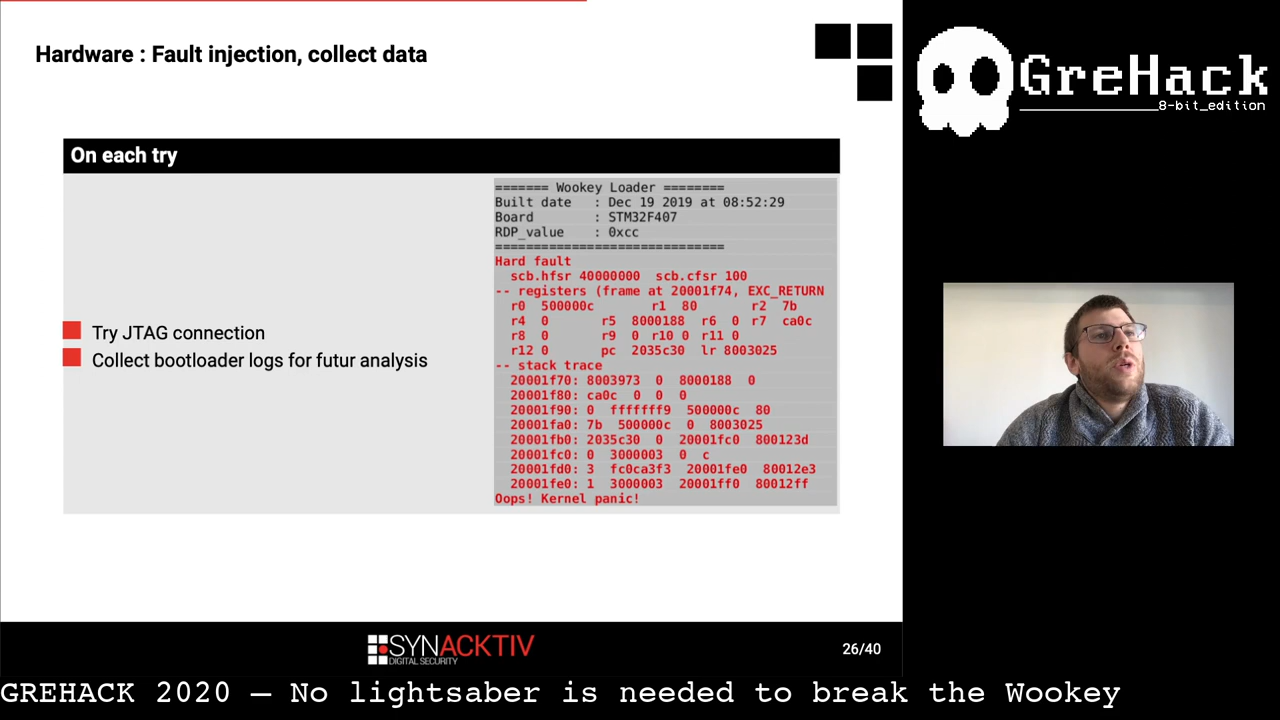 Hardware : Fault injection, collect data
GreHack
8-bit_edition
On each try
Try JTAG connection
Collect bootloader logs for futur analysis
======= Wookey Loader ========
Built date   : Dec 19 2019 at 08:52:29
Board        : STM32F407
RDP_value    : 0xcc
=============================
Hard fault
scb.hfsr 40000000  scb.cfsr 100
-- registers (frame at 20001f74, EXC_RETURN
r0  500000c       r1  80       r2  7b
r4  0       r5  8000188  r6  0  r7  ca0c
r8  0       r9  0  r10 0  r11 0
r12 0       pc  2035c30  lr 8003025
-- stack trace
20001f70: 8003973  0  8000188  0
20001f80: ca0c  0  0  0
20001f90: 0  fffffff9  500000c  80
20001fa0: 7b  500000c  0  8003025
20001fb0: 2035c30  0  20001fc0  800123d
20001fc0: 0  3000003  0  c
20001fd0: 3  fc0ca3f3  20001fe0  80012e3
20001fe0: 1  3000003  20001ff0  80012ff
Oops! Kernel panic!
SYNACKTIV
DIGITAL SECURITY
26/40
GREHACK 2020 — No lightsaber is needed to break the Wookey